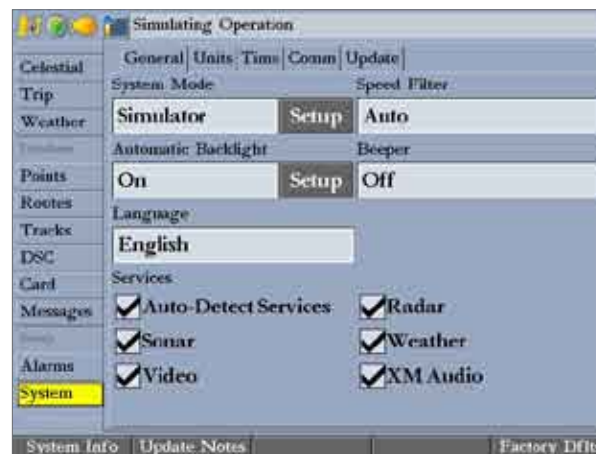 Simulating Operation
General Units Time Comm Update
Celestial
Trip
Weather
Points
Routes
Tracks
DSC
Card
Messages
Alarms
System
System Mode Speed Filter
Simulator Setup Auto
Automatic Backlight Beeper
On Setup Off
Language
English
Services
Auto-Detect Services Radar
Sonar Weather
Video XM Audio
System Info Update Notes Factory Dflt